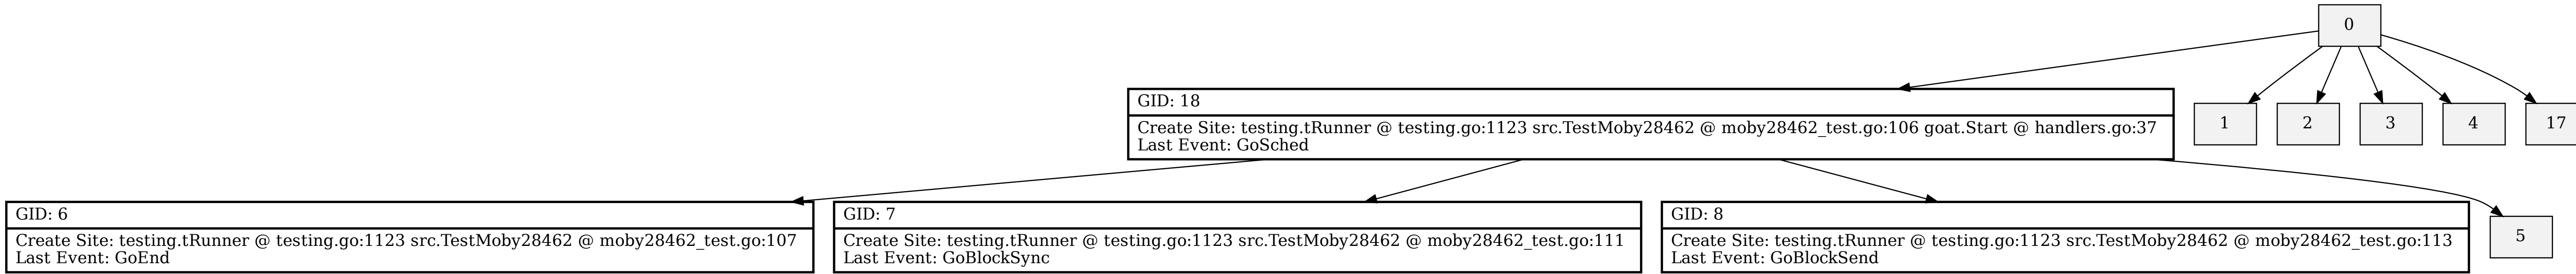 0
GID: 18
Create Site: testing.tRunner @ testing.go:1123 src.TestMoby28462 @ moby28462_test.go:106 goat.Start @ handlers.go:37
Last Event: GoSched
1
2
3
4
17
GID: 6
Create Site: testing.tRunner @ testing.go:1123 src.TestMoby28462 @ moby28462_test.go:107
Last Event: GoEnd
GID: 7
Create Site: testing.tRunner @ testing.go:1123 src.TestMoby28462 @ moby28462_test.go:111
Last Event: GoBlockSync
GID: 8
Create Site: testing.tRunner @ testing.go:1123 src.TestMoby28462 @ moby28462_test.go:113
Last Event: GoBlockSend
5